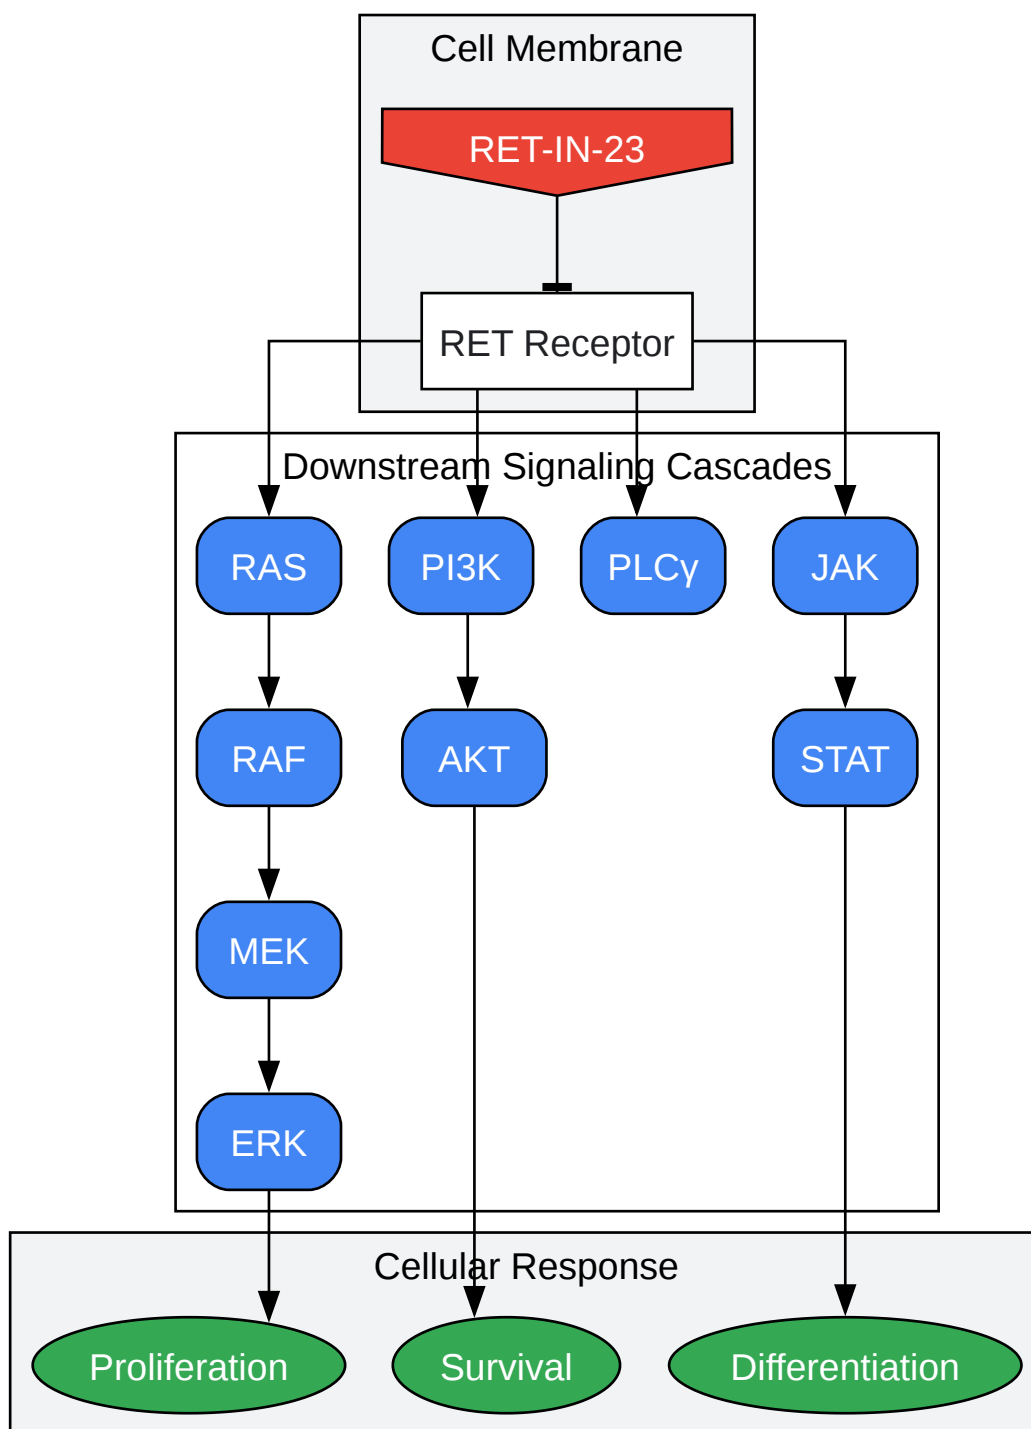 Cell Membrane
RET-IN-23
RET Receptor
Downstream Signaling Cascades
RAS
PI3K
PLCγ
JAK
RAF
AKT
STAT
MEK
ERK
Cellular Response
Proliferation
Survival
Differentiation